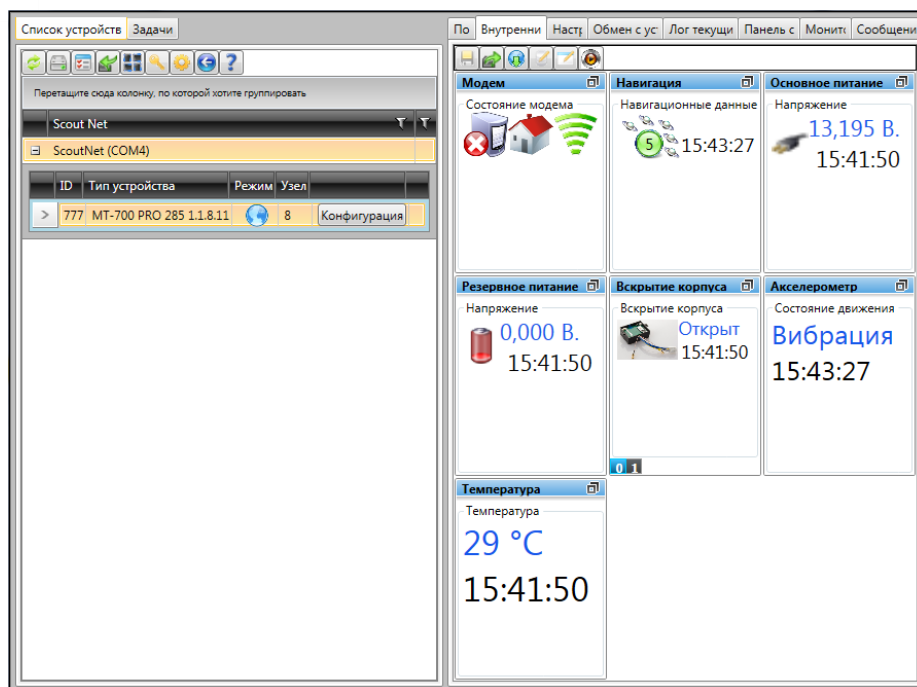 Список устройств Задачи
Перетащите сюда колонку, по которой хотите группировать
Scout Net
ScoutNet (COM4)
ID Тип устройства Режим Узел
777 MT-700 PRO 285 1.1.8.11 8 Конфигурация
По Внутренни Настр Обмен с ус Лог текущи Панель с Монито Сообщени
Модем
Состояние модема
Навигация
Навигационные данные
5 15:43:27
Основное питание
Напряжение
13,195 В.
15:41:50
Резервное питание
Напряжение
0,000 В.
15:41:50
Вскрытие корпуса
Вскрытие корпуса
Открыт
15:41:50
0 1
Акселерометр
Состояние движения
Вибрация
15:43:27
Температура
Температура
29 °C
15:41:50